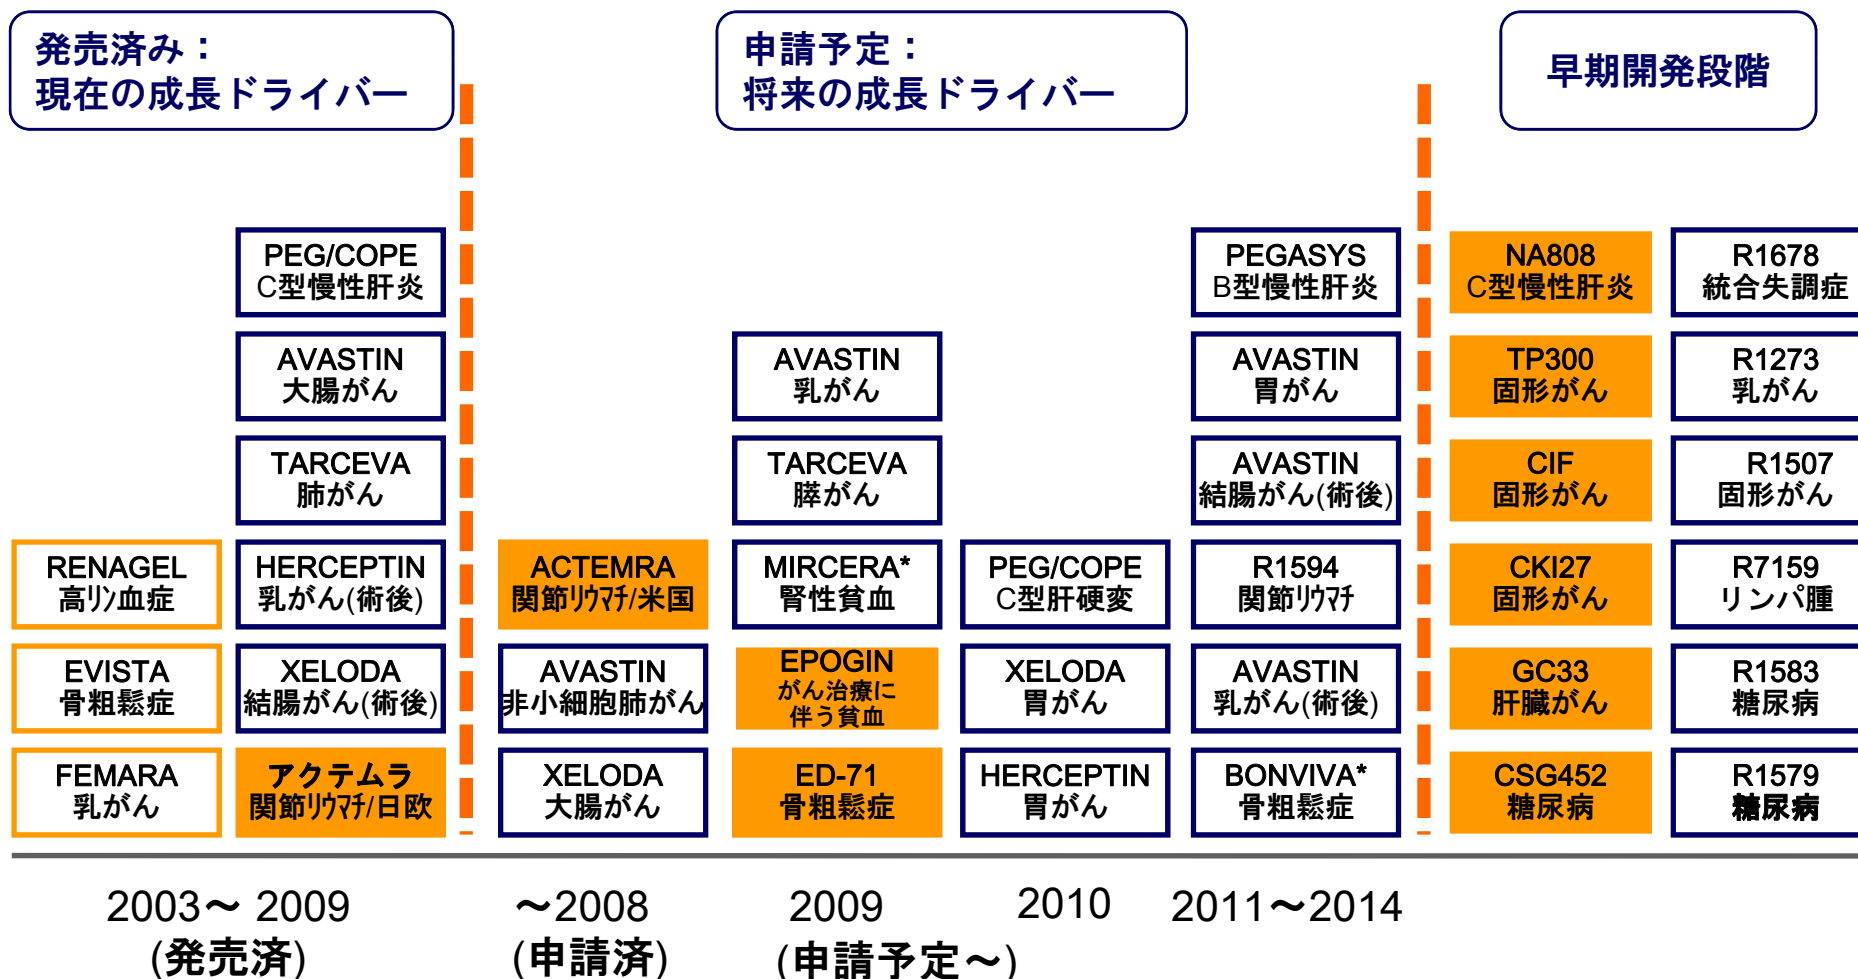 発売済み：
現在の成長ドライバー
申請予定：
将来の成長ドライバー
早期開発段階
RENAGEL
高リン血症
EVISTA
骨粗鬆症
FEMARA
乳がん
PEG/COPE
C型慢性肝炎
AVASTIN
大腸がん
TARCEVA
肺がん
HERCEPTIN
乳がん(術後)
XELODA
結腸がん(術後)
アクテムラ
関節リウマチ/日欧
ACTEMRA
関節リウマチ/米国
AVASTIN
非小細胞肺がん
XELODA
大腸がん
AVASTIN
乳がん
TARCEVA
膵がん
MIRCERA*
腎性貧血
EPOGIN
がん治療に
伴う貧血
ED-71
骨粗鬆症
PEG/COPE
C型肝硬変
XELODA
胃がん
HERCEPTIN
胃がん
PEGASYS
B型慢性肝炎
AVASTIN
胃がん
AVASTIN
結腸がん(術後)
R1594
関節リウマチ
AVASTIN
乳がん(術後)
BONVIVA*
骨粗鬆症
NA808
C型慢性肝炎
TP300
固形がん
CIF
固形がん
CKI27
固形がん
GC33
肝臓がん
CSG452
糖尿病
R1678
統合失調症
R1273
乳がん
R1507
固形がん
R7159
リンパ腫
R1583
糖尿病
R1579
糖尿病
2003～ 2009
(発売済)
～2008
(申請済)
2009
(申請予定～)
2010
2011～2014